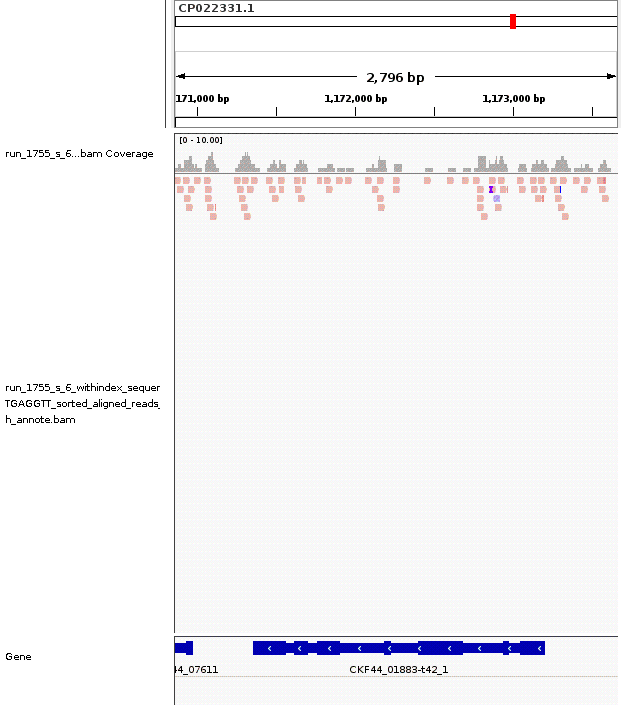 CP022331.1
2,796 bp
171,000 bp 1,172,000 bp 1,173,000 bp
[0 - 10.00]
run_1755_s_6...bam Coverage
run_1755_s_6_withindex_sequer
TGAGGTT_sorted_aligned_reads_
h_annote.bam
Gene
44_07611 CKF44_01883-t42_1